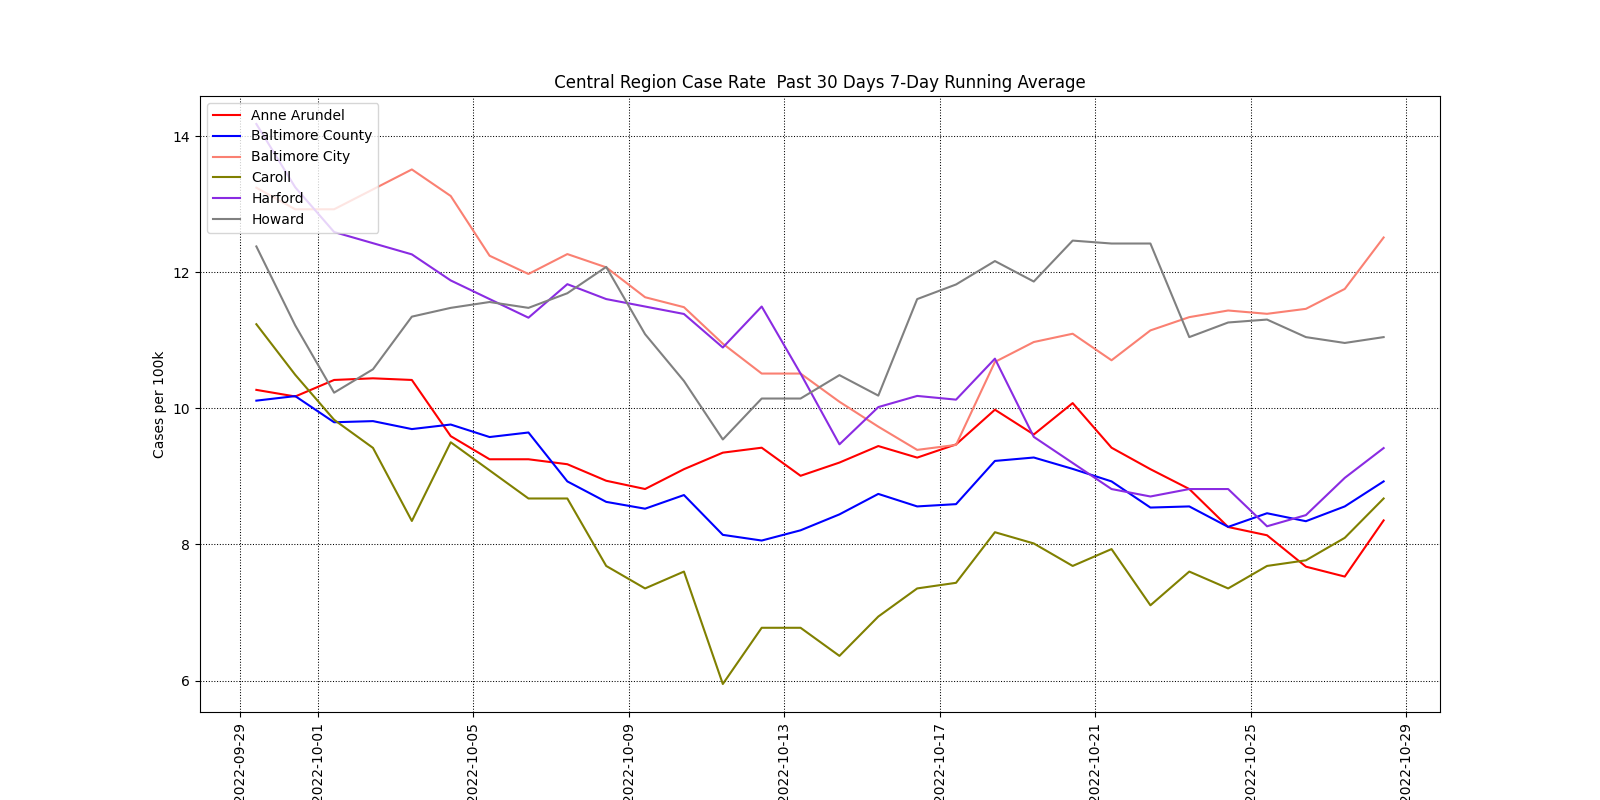 Central Region Case Rate  Past 30 Days 7-Day Running Average
Anne Arundel
Baltimore County
Baltimore City
Caroll
Harford
Howard
Cases per 100k
14
12
10
8
6
2022-09-29
2022-10-01
2022-10-05
2022-10-09
2022-10-13
2022-10-17
2022-10-21
2022-10-25
2022-10-29